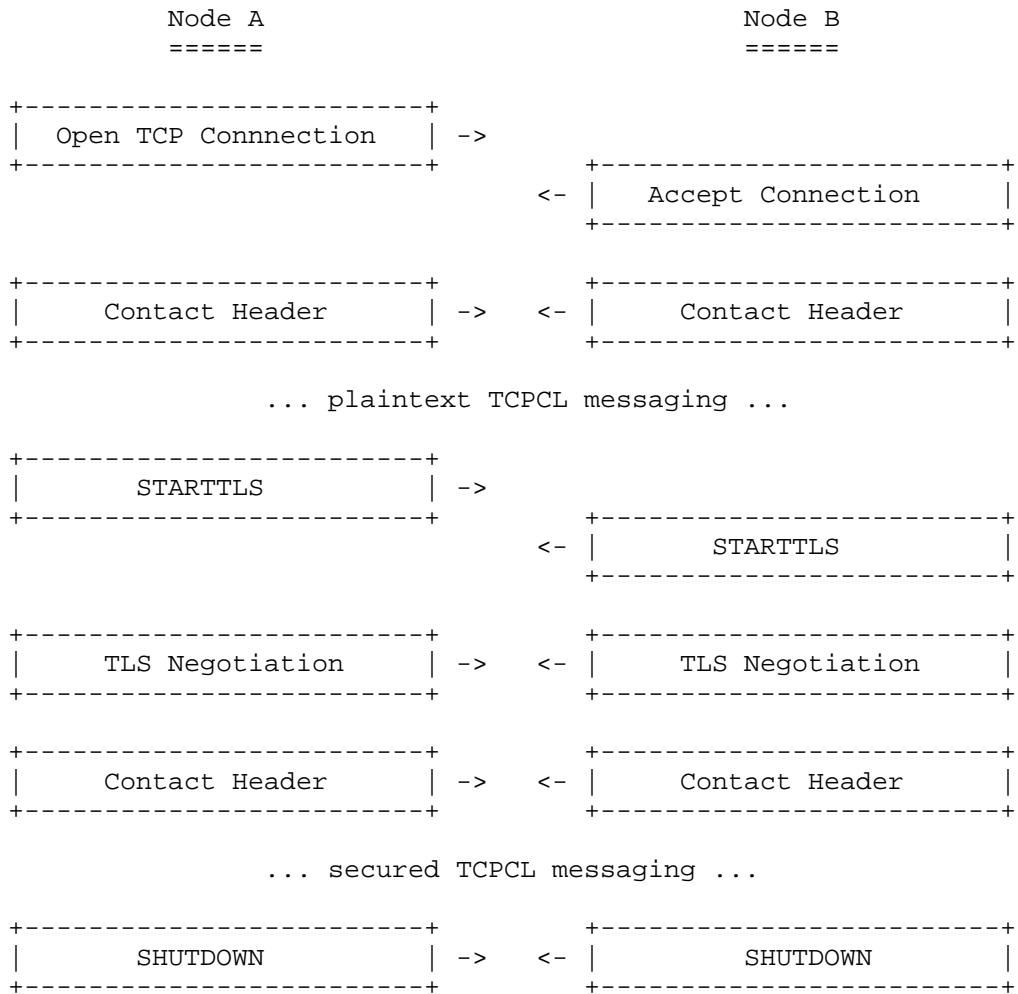 Node A Node B
====== ======
+-------------------------+
| Open TCP Connnection | ->
+-------------------------+ +-------------------------+
<- | Accept Connection |
+-------------------------+
+-------------------------+ +-------------------------+
| Contact Header | -> <- | Contact Header |
+-------------------------+ +-------------------------+
... plaintext TCPCL messaging ...
+-------------------------+
| STARTTLS | ->
+-------------------------+ +-------------------------+
<- | STARTTLS |
+-------------------------+
+-------------------------+ +-------------------------+
| TLS Negotiation | -> <- | TLS Negotiation |
+-------------------------+ +-------------------------+
+-------------------------+ +-------------------------+
| Contact Header | -> <- | Contact Header |
+-------------------------+ +-------------------------+
... secured TCPCL messaging ...
+-------------------------+ +-------------------------+
| SHUTDOWN | -> <- | SHUTDOWN |
+-------------------------+ +-------------------------+